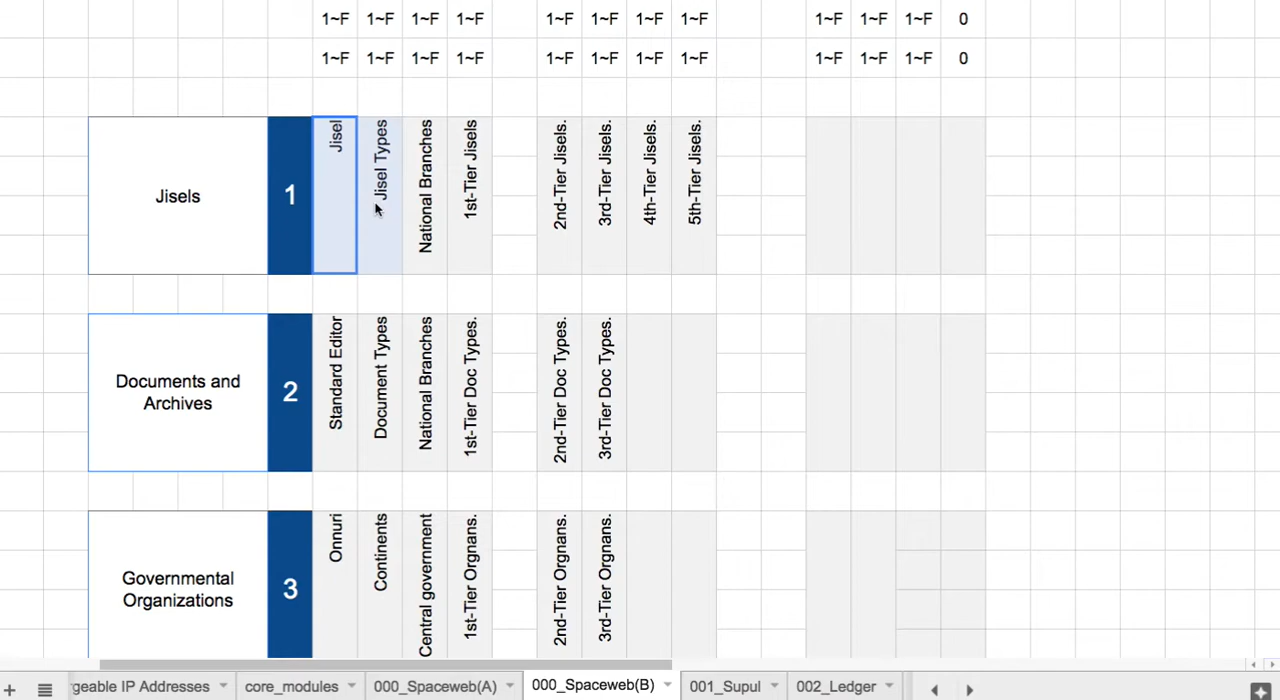 1~F 1~F 1~F 1~F 1~F 1~F 1~F 1~F 1~F 1~F 1~F 0
1~F 1~F 1~F 1~F 1~F 1~F 1~F 1~F 1~F 1~F 1~F 0
Jisels
1
Jisel
Jisel Types
National Branches
1st-Tier Jisels
2nd-Tier Jisels.
3rd-Tier Jisels.
4th-Tier Jisels.
5th-Tier Jisels.
Documents and
Archives
2
Standard Editor
Document Types
National Branches
1st-Tier Doc Types.
2nd-Tier Doc Types.
3rd-Tier Doc Types.
Governmental
Organizations
3
Onnuri
Continents
Central government
1st-Tier Orgnans.
2nd-Tier Orgnans.
3rd-Tier Orgnans.
geable IP Addresses core_modules 000_Spaceweb(A) 000_Spaceweb(B) 001_Supul 002_Ledger